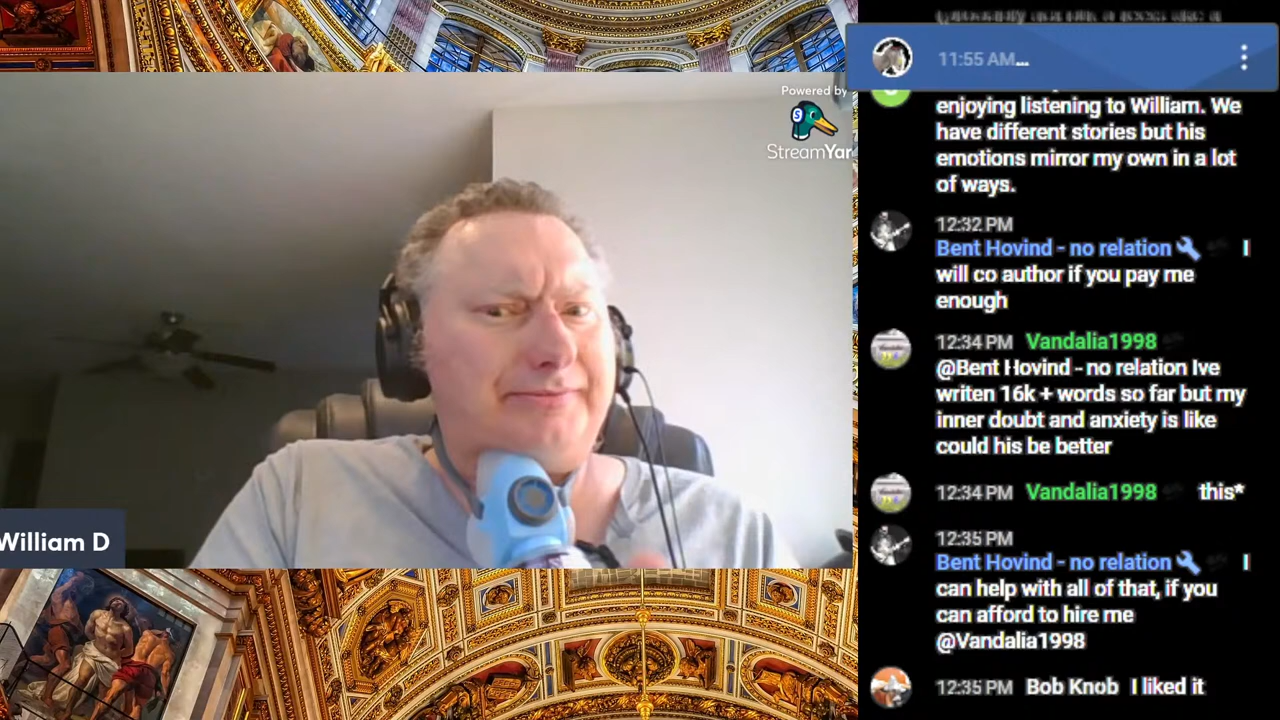 Powered by
StreamYar
William D
11:55 AM...
enjoying listening to William. We
have different stories but his
emotions mirror my own in a lot
of ways.
12:32 PM
Bent Hovind - no relation I
will co author if you pay me
enough
12:34 PM Vandalia1998
@Bent Hovind - no relation Ive
writen 16k + words so far but my
inner doubt and anxiety is like
could his be better
12:34 PM Vandalia1998 this*
12:35 PM
Bent Hovind - no relation I
can help with all of that, if you
can afford to hire me
@Vandalia1998
12:35 PM Bob Knob I liked it